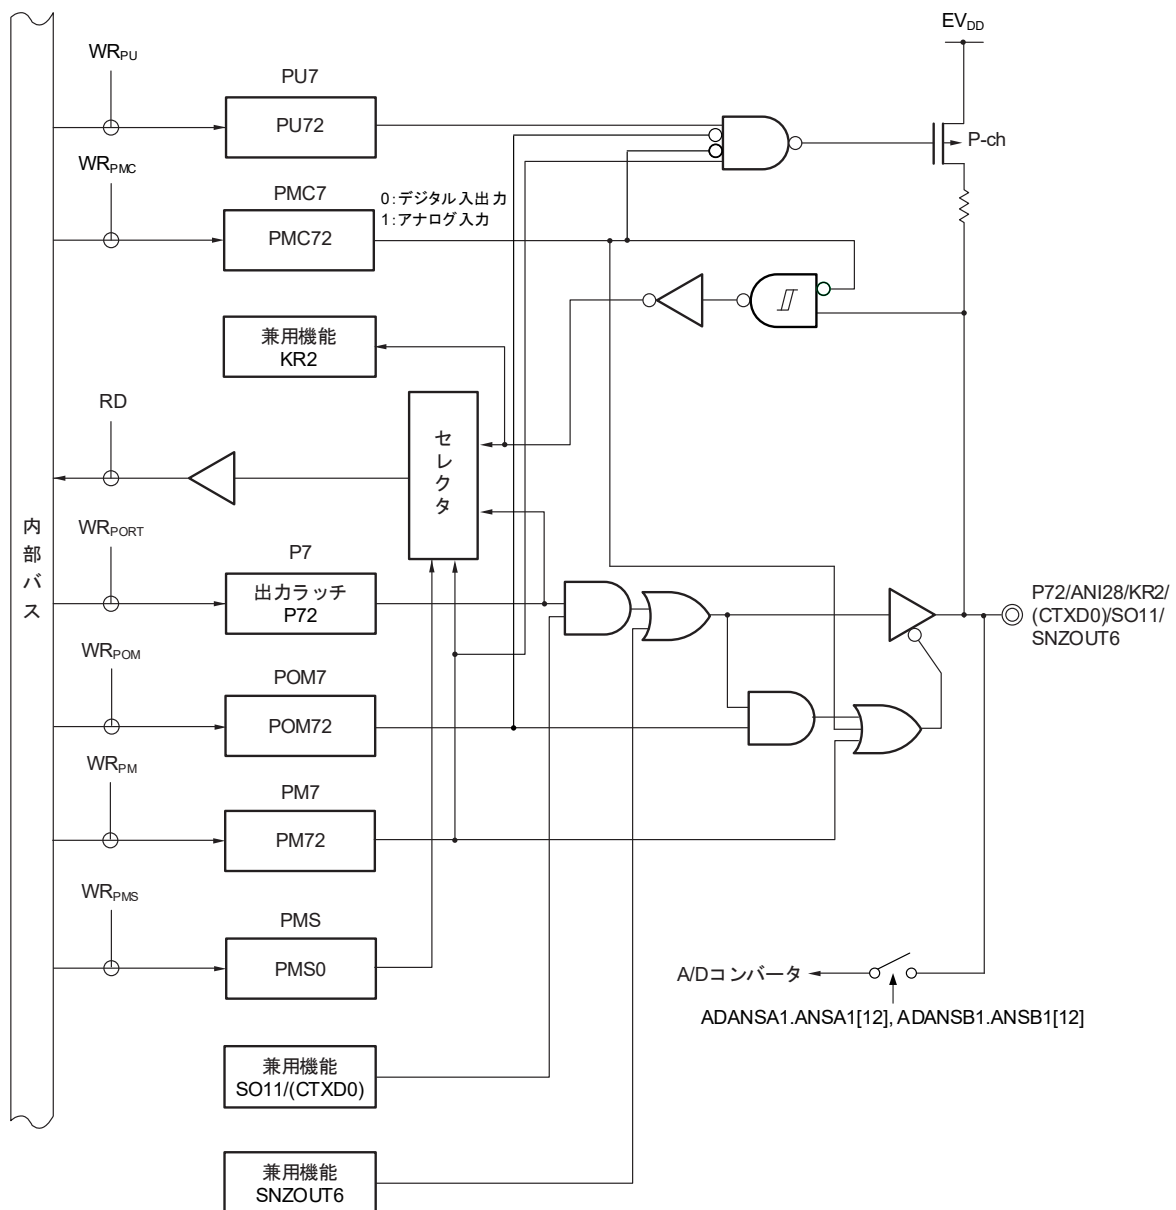 EVDD
WRPU
PU7
PU72
P-ch
WRPMC
PMC7
0:デジタル入出力
1:アナログ入力
PMC72
兼用機能
KR2
RD
セレクタ
内部バス
WRPORT
P7
出力ラッチ
P72
P72/ANI28/KR2/
(CTXD0)/SO11/
SNZOUT6
WRPOM
POM7
POM72
WRPM
PM7
PM72
WRPMS
PMS
PMS0
A/Dコンバータ
ADANSA1.ANSA1[12], ADANSB1.ANSB1[12]
兼用機能
SO11/(CTXD0)
兼用機能
SNZOUT6